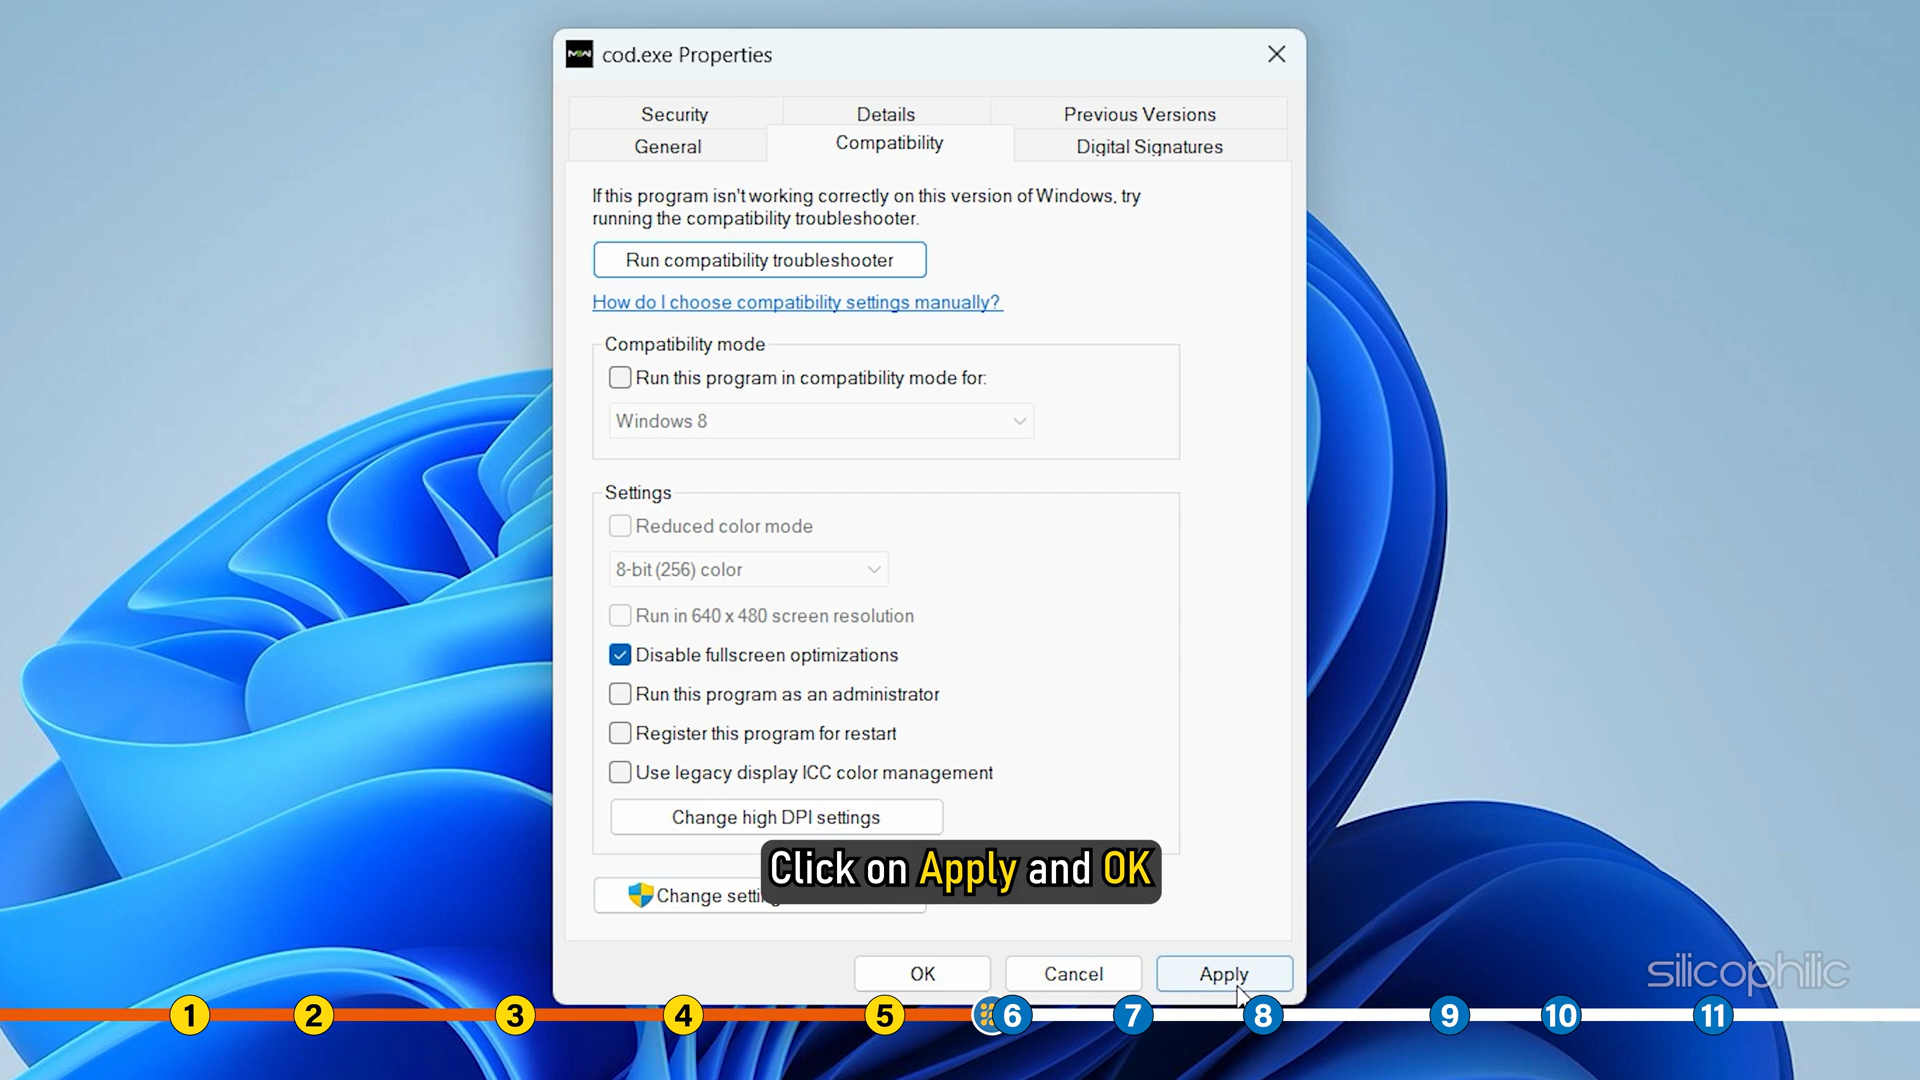 MW cod.exe Properties
Security Details Previous Versions
General Compatibility Digital Signatures
If this program isn't working correctly on this version of Windows, try
running the compatibility troubleshooter.
Run compatibility troubleshooter
How do I choose compatibility settings manually?
Compatibility mode
Run this program in compatibility mode for:
Windows 8
Settings
Reduced color mode
8-bit (256) color
Run in 640 x 480 screen resolution
Disable fullscreen optimizations
Run this program as an administrator
Register this program for restart
Use legacy display ICC color management
Change high DPI settings
Click on Apply and OK
Change
OK Cancel Apply
silicophilic
1 2 3 4 5 6 7 8 9 10 11